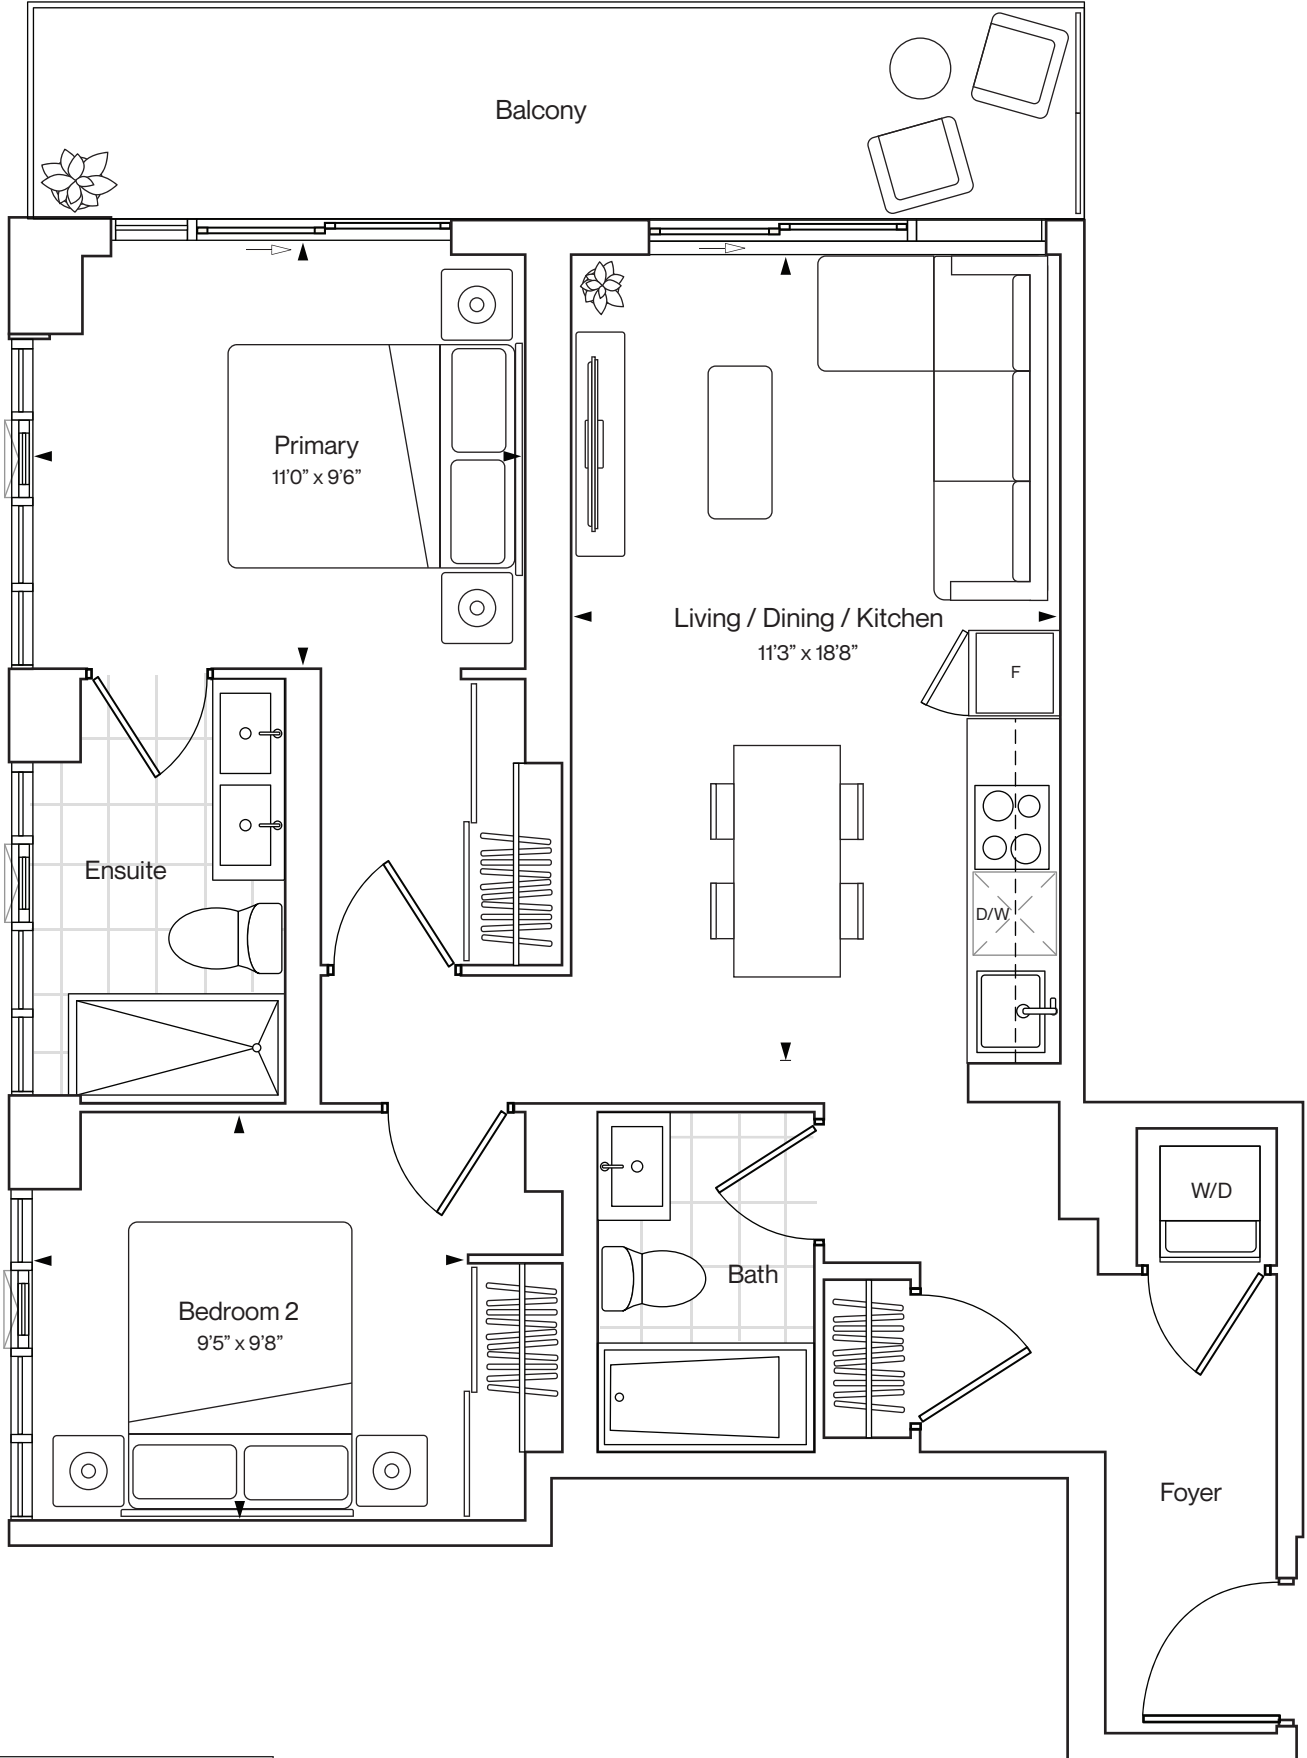 Balcony
Primary
11'0" x 9'6"
Living / Dining / Kitchen
11'3" x 18'8"
F
Ensuite
D/W
W/D
Bath
Bedroom 2
9'5" x 9'8"
Foyer